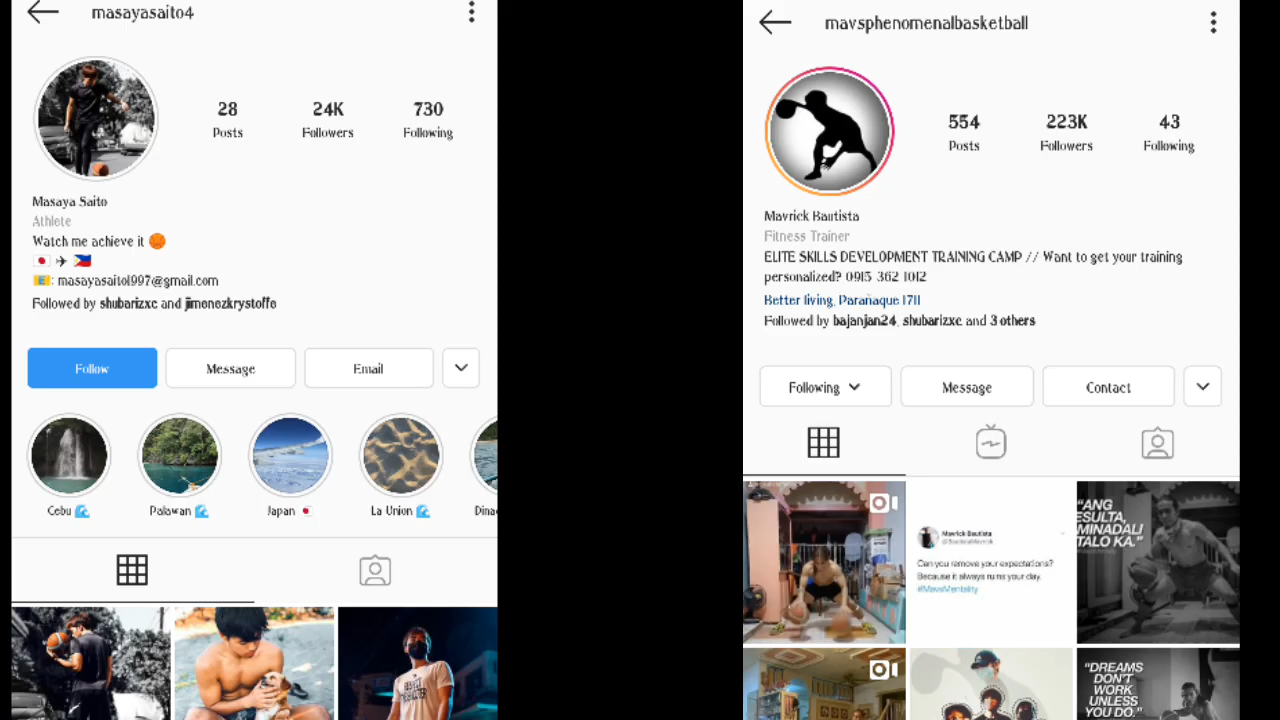 masayasaito4
28
24K
730
Posts
Followers
Following
Masaya Saito
Athlete
Watch me achieve it
: masayasaito1997@gmail.com
Followed by shubarizxc and jimenezkrystoffe
Follow
Message
Email
Cebu
Palawan
Japan
La Union
Dina
mavsphenomenalbasketball
554
223K
43
Posts
Followers
Following
Mavrick Bautista
Fitness Trainer
ELITE SKILLS DEVELOPMENT TRAINING CAMP // Want to get your training
personalized? 0915 362 1012
Better living, Parañaque 1711
Followed by bajanjan24, shubarizxc and 3 others
Following
Message
Contact
Mavrick Bautista
Can you remove your expectations?
Because it always ruins your day.
#MavsMentality
"ANG
ESULTA,
MINADALI
TALO KA."
"DREAMS
DON'T
WORK
UNLESS
YOU DO."